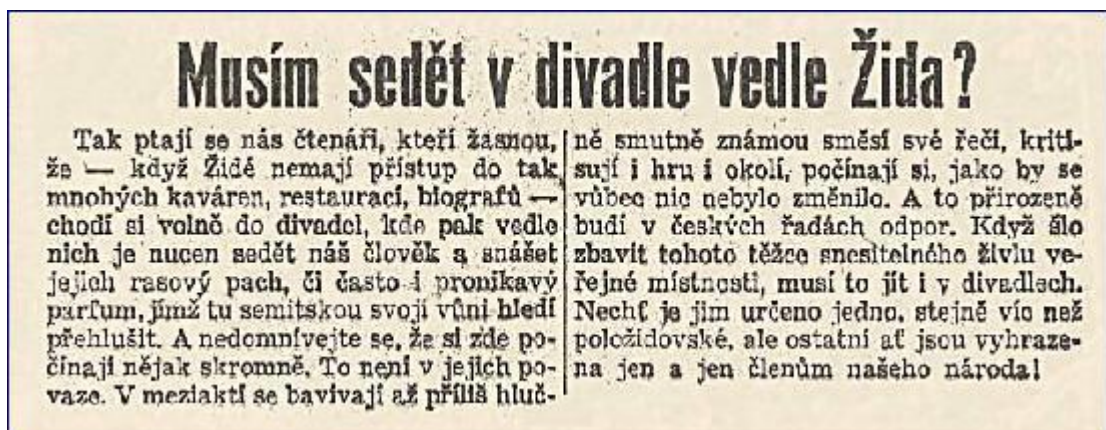 Musím sedět v divadle vedle Žida?
Tak ptají se nás čtenáři, kteří žasnou,
že — když Židé nemají přístup do tak
mnohých kaváren, restaurací, biografů —
chodí si volně do divadel, kde pak vedle
nich je nucen sedět náš člověk a snášet
jejich rasový pach, či často i pronikavý
parfum, jímž tu semitskou svoji vůni hledí
přehlušit. A nedomnívejte se, že si zde po-
čínají nějak skromně. To není v jejich po-
vaze. V meziaktí se bavívají až příliš hluč-
ně smutně známou směsí své řeči, kriti-
sují i hru i okolí, počínají si, jako by se
vůbec nic nebylo změnilo. A to přirozeně
budí v českých řadách odpor. Když šlo
zbavit tohoto těžce snesitelného živlu ve-
řejné místnosti, musí to jít i v divadlech.
Nechť je jim určeno jedno, stejně víc než
položidovské, ale ostatní ať jsou vyhraze-
na jen a jen členům našeho národa!